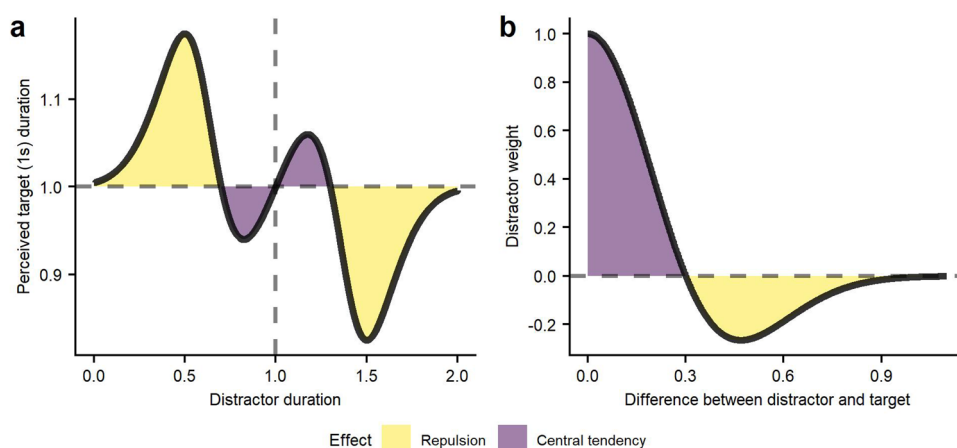 a
Perceived target (1s) duration
1.1
1.0
0.9
0.0 0.5 1.0 1.5 2.0
Distractor duration
b
Distractor weight
1.0
0.8
0.6
0.4
0.2
0.0
-0.2
0.0 0.3 0.6 0.9
Difference between distractor and target
Effect Repulsion Central tendency